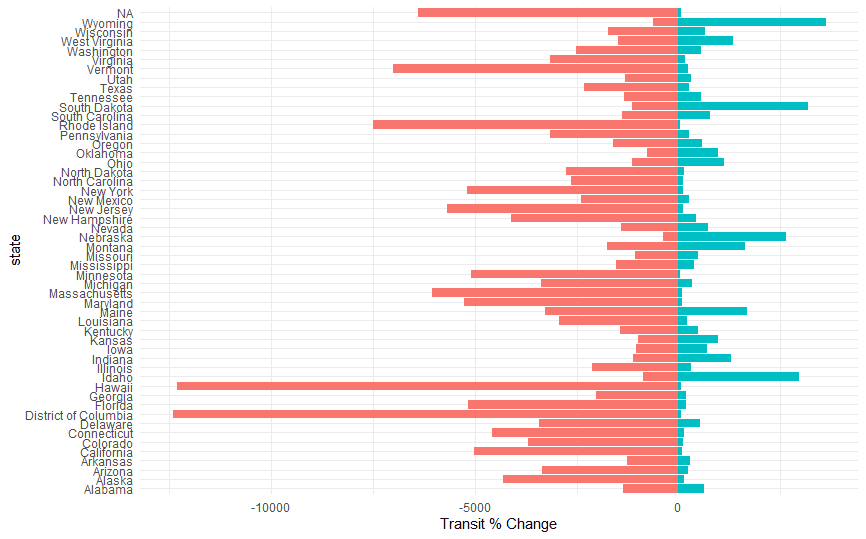 NA
Wyoming
Wisconsin
West Virginia
Washington
Virginia
Vermont
Utah
Texas
Tennessee
South Dakota
South Carolina
Rhode Island
Pennsylvania
Oregon
Oklahoma
Ohio
North Dakota
North Carolina
New York
New Mexico
New Jersey
New Hampshire
Nevada
Nebraska
Montana
Missouri
Mississippi
Minnesota
Michigan
Massachusetts
Maryland
Maine
Louisiana
Kentucky
Kansas
Iowa
Indiana
Illinois
Idaho
Hawaii
Georgia
Florida
District of Columbia
Delaware
Connecticut
Colorado
California
Arkansas
Arizona
Alaska
Alabama
state
-10000 -5000 0
Transit % Change